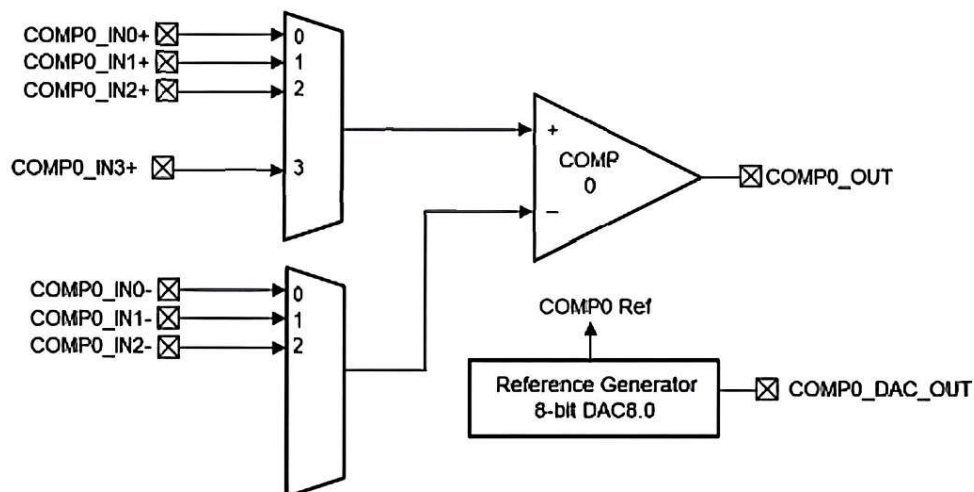 COMP0_IN0+
0
COMP0_IN1+
1
COMP0_IN2+
2
COMP0_IN3+
3
+
COMP
0
−
COMP0_OUT
COMP0_IN0-
0
COMP0_IN1-
1
COMP0_IN2-
2
COMP0 Ref
Reference Generator
8-bit DAC8.0
COMP0_DAC_OUT